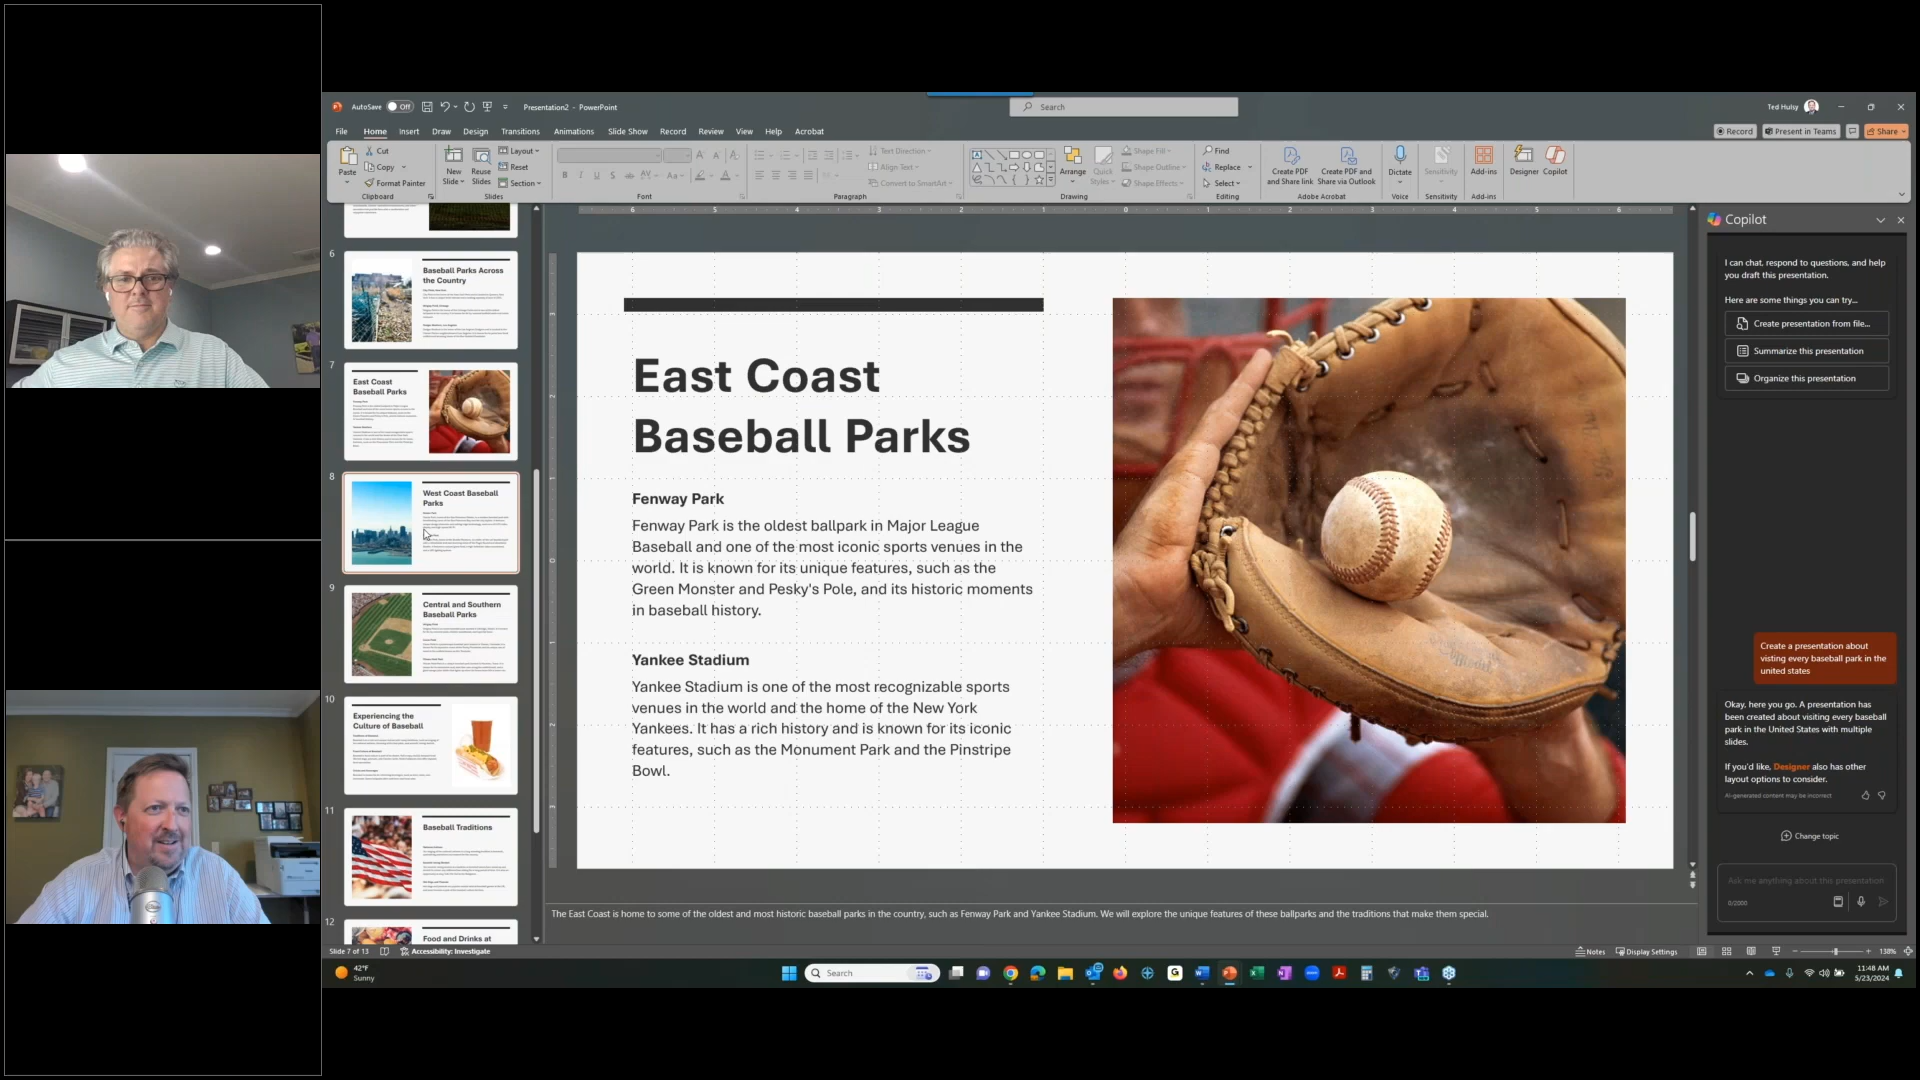 AutoSave Off
Presentation2 - PowerPoint
Search
Ted Hulsy
File Home Insert Draw Design Transitions Animations Slide Show Record Review View Help Acrobat
Record
Present in Teams
Share
Paste
Cut
Copy
Format Painter
Clipboard
New Slide
Reuse Slides
Layout
Reset
Section
Slides
Font
Text Direction
Align Text
Convert to SmartArt
Paragraph
Arrange
Quick Styles
Shape Fill
Shape Outline
Shape Effects
Drawing
Find
Replace
Select
Editing
Create PDF and Share link
Create PDF and Share via Outlook
Adobe Acrobat
Dictate
Voice
Sensitivity
Sensitivity
Add-ins
Add-ins
Designer
Copilot
6
Baseball Parks Across
the Country
7
East Coast
Baseball Parks
8
West Coast Baseball
Parks
9
Central and Southern
Baseball Parks
10
Experiencing the
Culture of Baseball
11
Baseball Traditions
12
Food and Drinks at
East Coast
Baseball Parks
Fenway Park
Fenway Park is the oldest ballpark in Major League
Baseball and one of the most iconic sports venues in the
world. It is known for its unique features, such as the
Green Monster and Pesky's Pole, and its historic moments
in baseball history.
Yankee Stadium
Yankee Stadium is one of the most recognizable sports
venues in the world and the home of the New York
Yankees. It has a rich history and is known for its iconic
features, such as the Monument Park and the Pinstripe
Bowl.
The East Coast is home to some of the oldest and most historic baseball parks in the country, such as Fenway Park and Yankee Stadium. We will explore the unique features of these ballparks and the traditions that make them special.
Copilot
I can chat, respond to questions, and help
you draft this presentation.
Here are some things you can try...
Create presentation from file...
Summarize this presentation
Organize this presentation
Create a presentation about
visting every baseball park in the
united states
Okay, here you go. A presentation has
been created about visiting every baseball
park in the United States with multiple
slides.
If you'd like, Designer also has other
layout options to consider.
AI-generated content may be incorrect
Change topic
Ask me anything about this presentation
0/2000
Slide 7 of 13
Accessibility: Investigate
Notes
Display Settings
138%
42°F
Sunny
Search
11:48 AM
5/23/2024